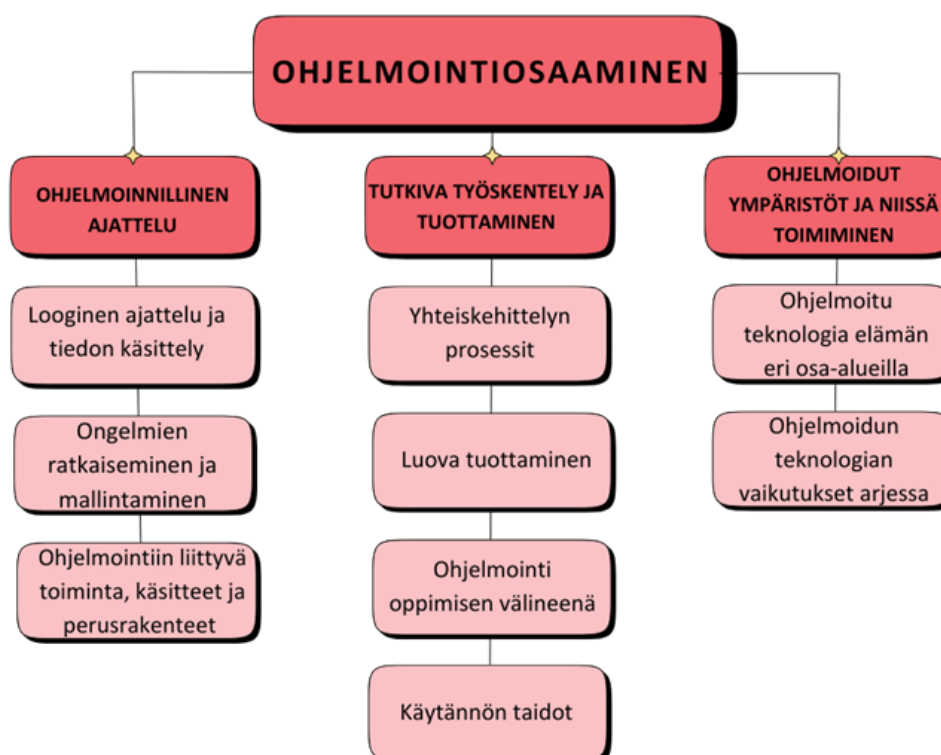 OHJELMOINTIOSAAMINEN
OHJELMOINNILLINEN
AJATTELU
Looginen ajattelu ja
tiedon käsittely
Ongelmien
ratkaiseminen ja
mallintaminen
Ohjelmointiin liittyvä
toiminta, käsitteet ja
perusrakenteet
TUTKIVA TYÖSKENTELY JA
TUOTTAMINEN
Yhteiskehittelyn
prosessit
Luova tuottaminen
Ohjelmointi
oppimisen välineenä
Käytännön taidot
OHJELMOIDUT
YMPÄRISTÖT JA NIISSÄ
TOIMIMINEN
Ohjelmoitu
teknologia elämän
eri osa-alueilla
Ohjelmoidun
teknologian
vaikutukset arjessa